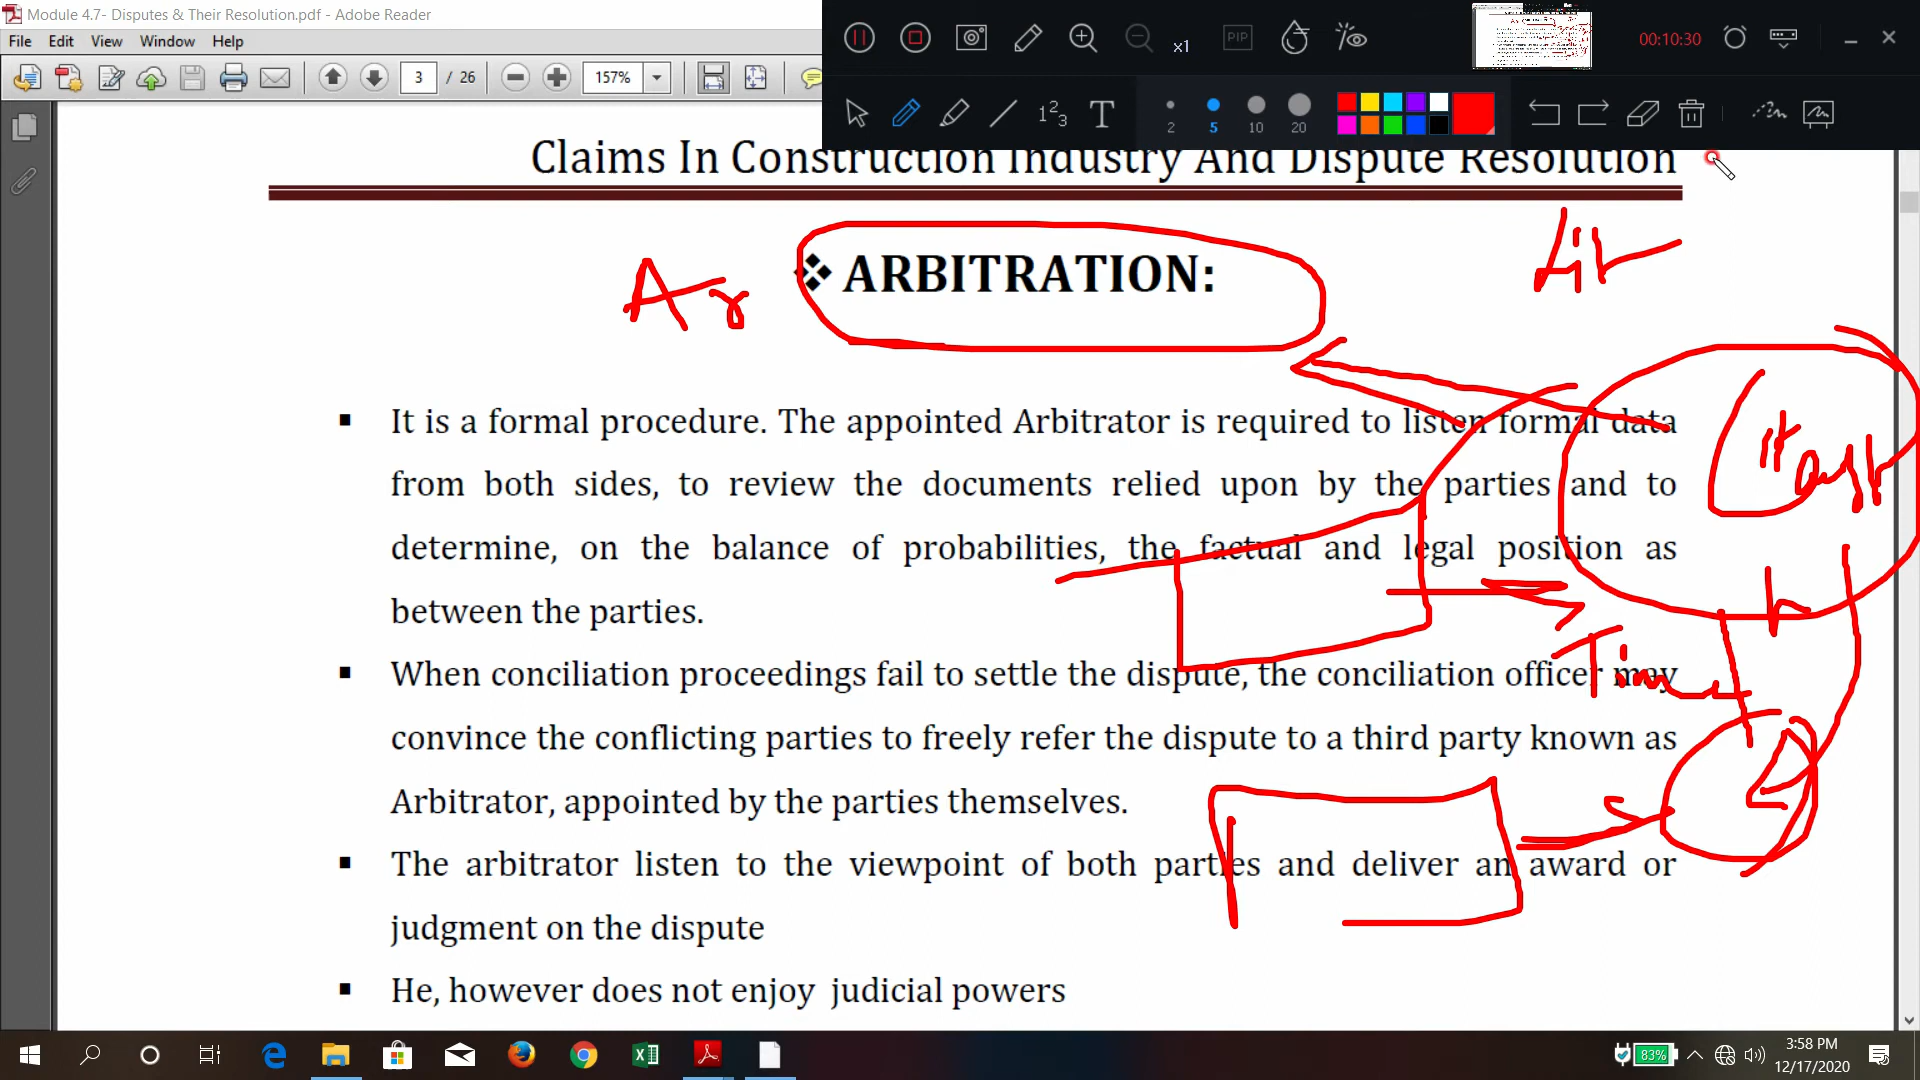 Module 4.7- Disputes & Their Resolution.pdf - Adobe Reader
File Edit View Window Help
3 / 26 157%
x1 PIP 00:10:30
1 2 3 T 2 5 10 20
Claims In Construction Industry And Dispute Resolution
❖ ARBITRATION:
Ar
▪ It is a formal procedure. The appointed Arbitrator is required to listen formal data
from both sides, to review the documents relied upon by the parties and to
determine, on the balance of probabilities, the factual and legal position as
between the parties.
▪ When conciliation proceedings fail to settle the dispute, the conciliation officer may
convince the conflicting parties to freely refer the dispute to a third party known as
Arbitrator, appointed by the parties themselves.
▪ The arbitrator listen to the viewpoint of both parties and deliver an award or
judgment on the dispute
▪ He, however does not enjoy judicial powers
83% 3:58 PM
12/17/2020